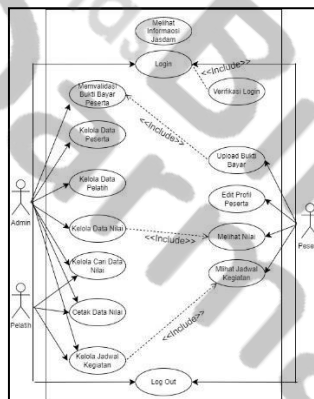 Melihat
Informaosi
Jasdam
Login
<<Include>>
Verifikasi Login
Memvalidasi
Bukti Bayar
Peserta
Kelola Data
Peserta
<<Include>>
Upload Bukti
Bayar
Kelola Data
Pelatih
Edit Profil
Peserta
Admin
Kelola Data Nilai
<<Include>>
Melihat Nilai
Kelola Cari Data
Nilai
Mlihat Jadwal
Kegiatan
Pelatih
Cetak Data Nilai
<<Include>>
Kelola Jadwal
Kegiatan
Log Out